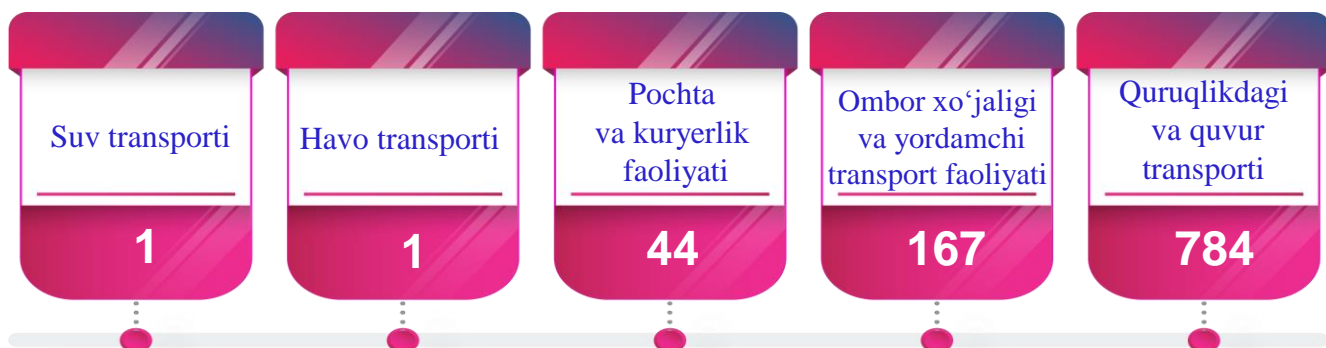 Suv transporti
1
Havo transporti
1
Pochta
va kuryerlik
faoliyati
44
Ombor xo‘jaligi
va yordamchi
transport faoliyati
167
Quruqlikdagi
va quvur
transporti
784